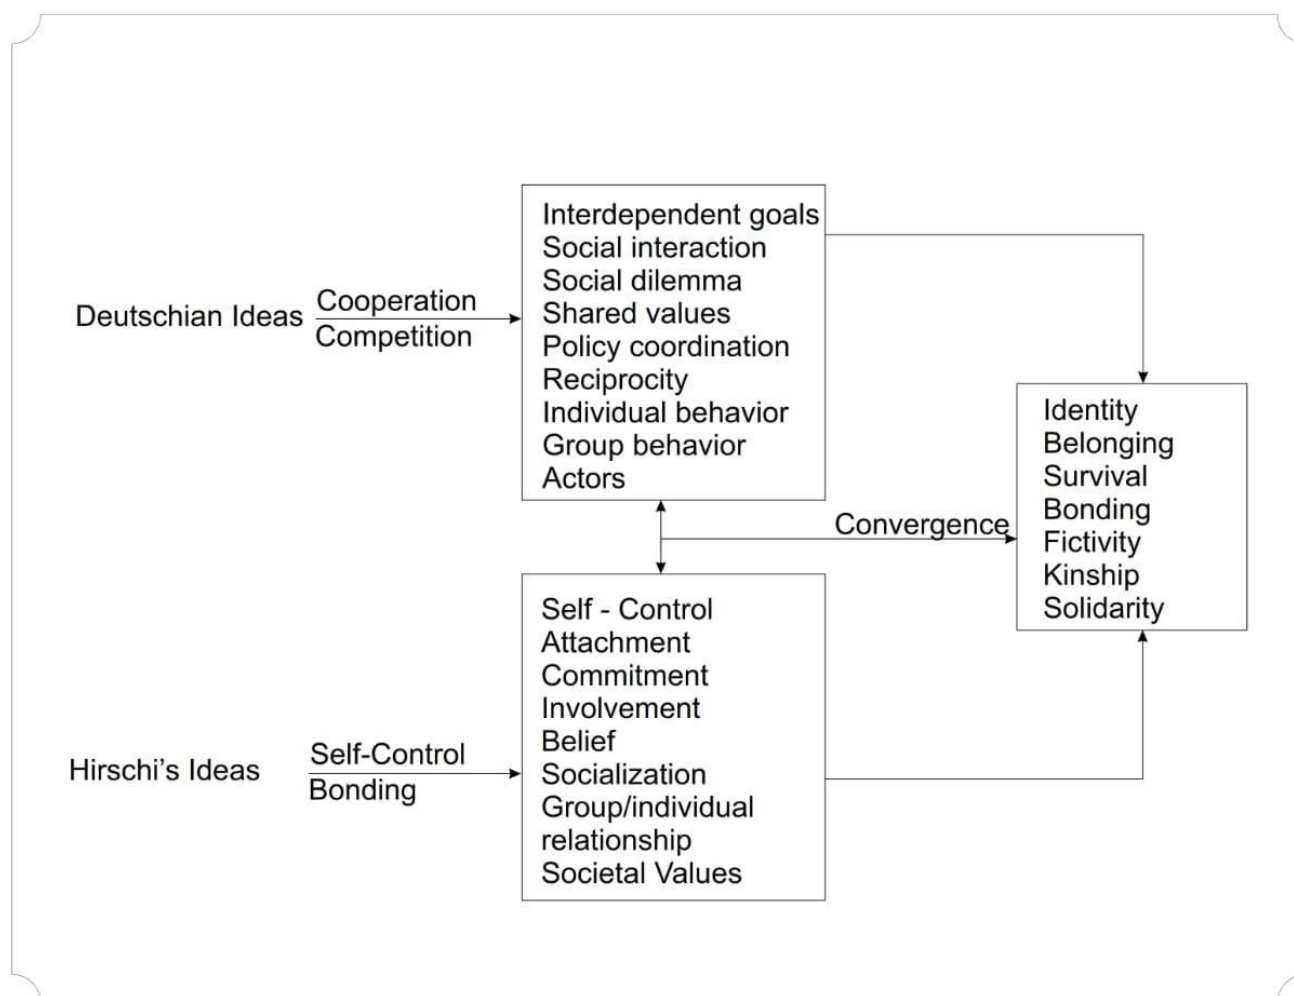 Deutschian Ideas
Cooperation
Competition
Interdependent goals
Social interaction
Social dilemma
Shared values
Policy coordination
Reciprocity
Individual behavior
Group behavior
Actors
Convergence
Identity
Belonging
Survival
Bonding
Fictivity
Kinship
Solidarity
Hirschi's Ideas
Self-Control
Bonding
Self - Control
Attachment
Commitment
Involvement
Belief
Socialization
Group/individual
relationship
Societal Values